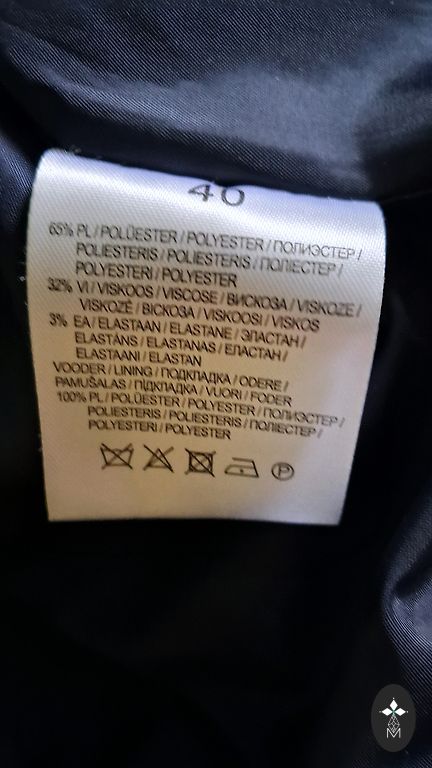 40
65% PL / POLÜESTER / POLYESTER / ПОЛИЭСТЕР /
POLIESTERIS / POLIESTERIS / ПОЛІЕСТЕР /
POLYESTERI / POLYESTER
32% VI / VISKOOS / VISCOSE / ВИСКОЗА / VISKOZE /
VISKOZĖ / ВІСКОЗА / VISKOOSI / VISKOS
3% EA / ELASTAAN / ELASTANE / ЭЛАСТАН /
ELASTĀNS / ELASTANAS / ЕЛАСТАН /
ELASTAANI / ELASTAN
VOODER / LINING / ПОДКЛАДКА / ODERE /
PAMUŠALAS / ПІДКЛАДКА / VUORI / FODER
100% PL / POLÜESTER / POLYESTER / ПОЛИЭСТЕР /
POLIESTERIS / POLIESTERIS / ПОЛІЕСТЕР /
POLYESTERI / POLYESTER
P
M